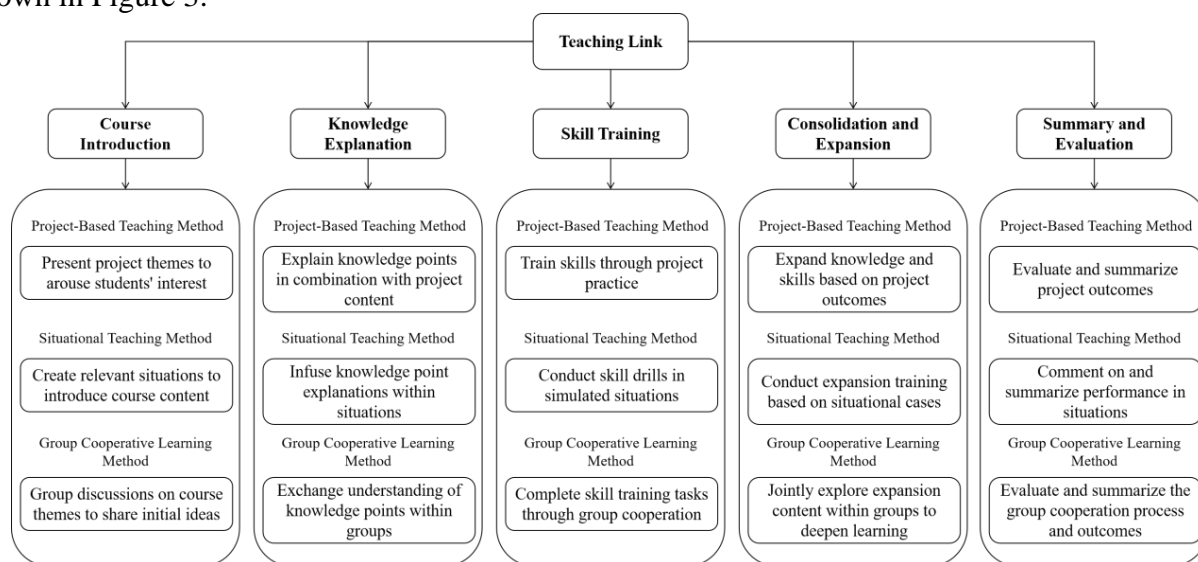 own in Figure 3.
Teaching Link
Course
Introduction
Knowledge
Explanation
Skill Training
Consolidation and
Expansion
Summary and
Evaluation
Project-Based Teaching Method
Present project themes to
arouse students' interest
Situational Teaching Method
Create relevant situations to
introduce course content
Group Cooperative Learning
Method
Group discussions on course
themes to share initial ideas
Project-Based Teaching Method
Explain knowledge points
in combination with project
content
Situational Teaching Method
Infuse knowledge point
explanations within
situations
Group Cooperative Learning
Method
Exchange understanding of
knowledge points within
groups
Project-Based Teaching Method
Train skills through project
practice
Situational Teaching Method
Conduct skill drills in
simulated situations
Group Cooperative Learning
Method
Complete skill training tasks
through group cooperation
Project-Based Teaching Method
Expand knowledge and
skills based on project
outcomes
Situational Teaching Method
Conduct expansion training
based on situational cases
Group Cooperative Learning
Method
Jointly explore expansion
content within groups to
deepen learning
Project-Based Teaching Method
Evaluate and summarize
project outcomes
Situational Teaching Method
Comment on and
summarize performance in
situations
Group Cooperative Learning
Method
Evaluate and summarize the
group cooperation process
and outcomes